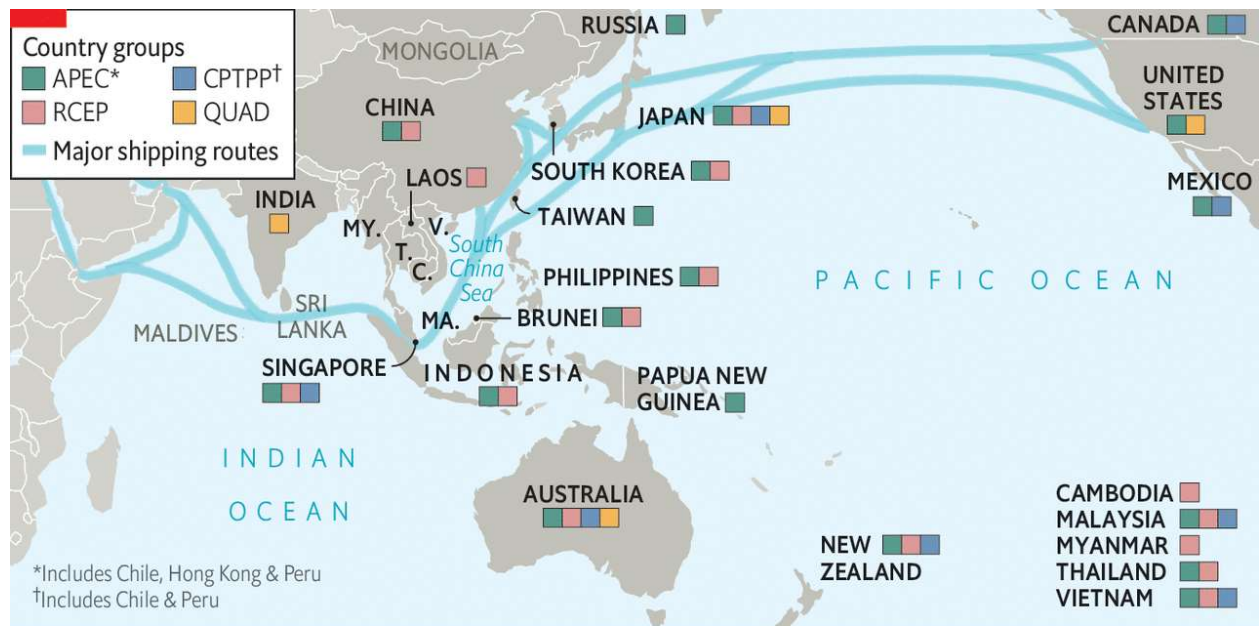 Country groups
APEC*
CPTPP†
RCEP
QUAD
Major shipping routes
RUSSIA
CANADA
MONGOLIA
UNITED
STATES
CHINA
JAPAN
SOUTH KOREA
LAOS
MEXICO
INDIA
TAIWAN
MY.
V.
T.
C.
South
China
Sea
PHILIPPINES
PACIFIC OCEAN
SRI
LANKA
MALDIVES
MA.
BRUNEI
SINGAPORE
INDONESIA
PAPUA NEW
GUINEA
INDIAN
OCEAN
AUSTRALIA
NEW
ZEALAND
CAMBODIA
MALAYSIA
MYANMAR
THAILAND
VIETNAM
*Includes Chile, Hong Kong & Peru
†Includes Chile & Peru